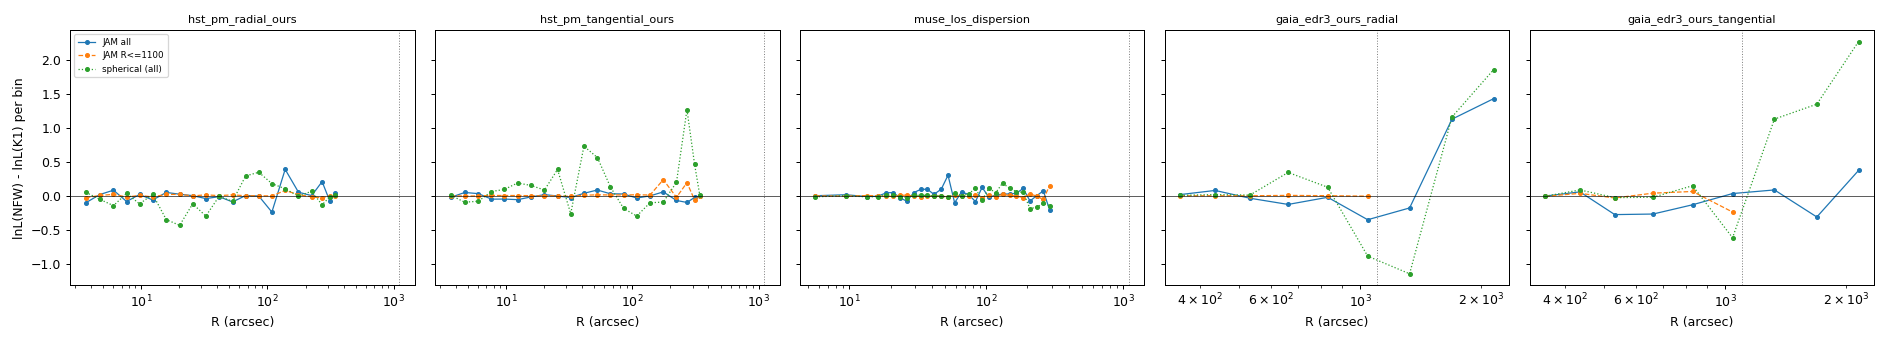 hst_pm_radial_ours
hst_pm_tangential_ours
muse_los_dispersion
gaia_edr3_ours_radial
gaia_edr3_ours_tangential
JAM all
JAM R<=1100
spherical (all)
lnL(NFW) - lnL(K1) per bin
2.0
1.5
1.0
0.5
0.0
−0.5
−1.0
10¹ 10² 10³
10¹ 10² 10³
10¹ 10² 10³
4 × 10² 6 × 10² 10³ 2 × 10³
4 × 10² 6 × 10² 10³ 2 × 10³
R (arcsec)
R (arcsec)
R (arcsec)
R (arcsec)
R (arcsec)